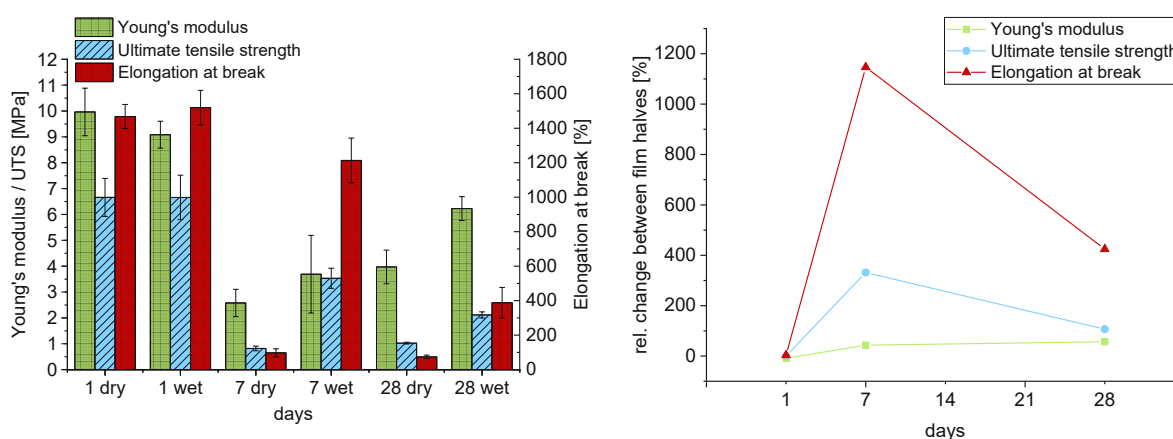 Young's modulus
Ultimate tensile strength
Elongation at break
Young's modulus / UTS [MPa]
12
11
10
9
8
7
6
5
4
3
2
1
0
1800
1600
1400
1200
1000
800
600
400
200
0
Elongation at break [%]
1 dry 1 wet 7 dry 7 wet 28 dry 28 wet
days
Young's modulus
Ultimate tensile strength
Elongation at break
rel. change between film halves [%]
1200
1000
800
600
400
200
0
1 7 14 21 28
days